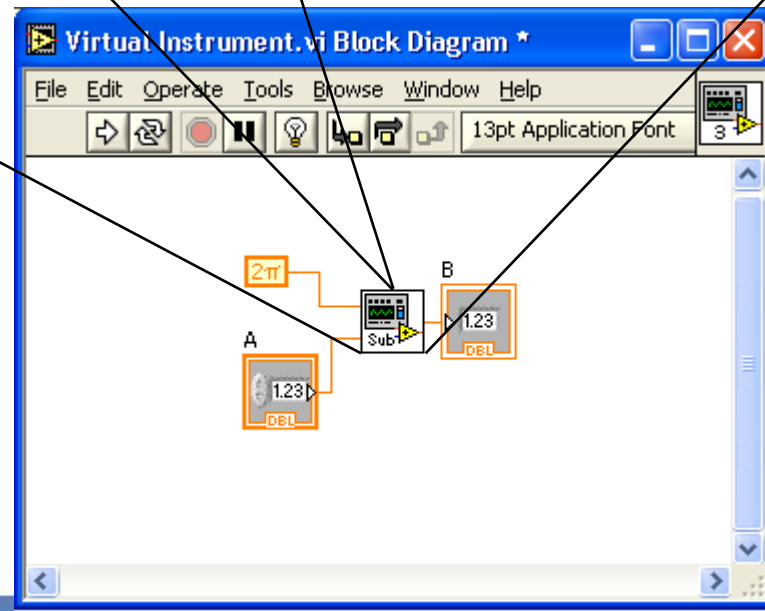 Virtual Instrument.vi Block Diagram *
File Edit Operate Tools Browse Window Help
13pt Application Font
3
2π
B
1.23
DBL
Sub
A
1.23
DBL